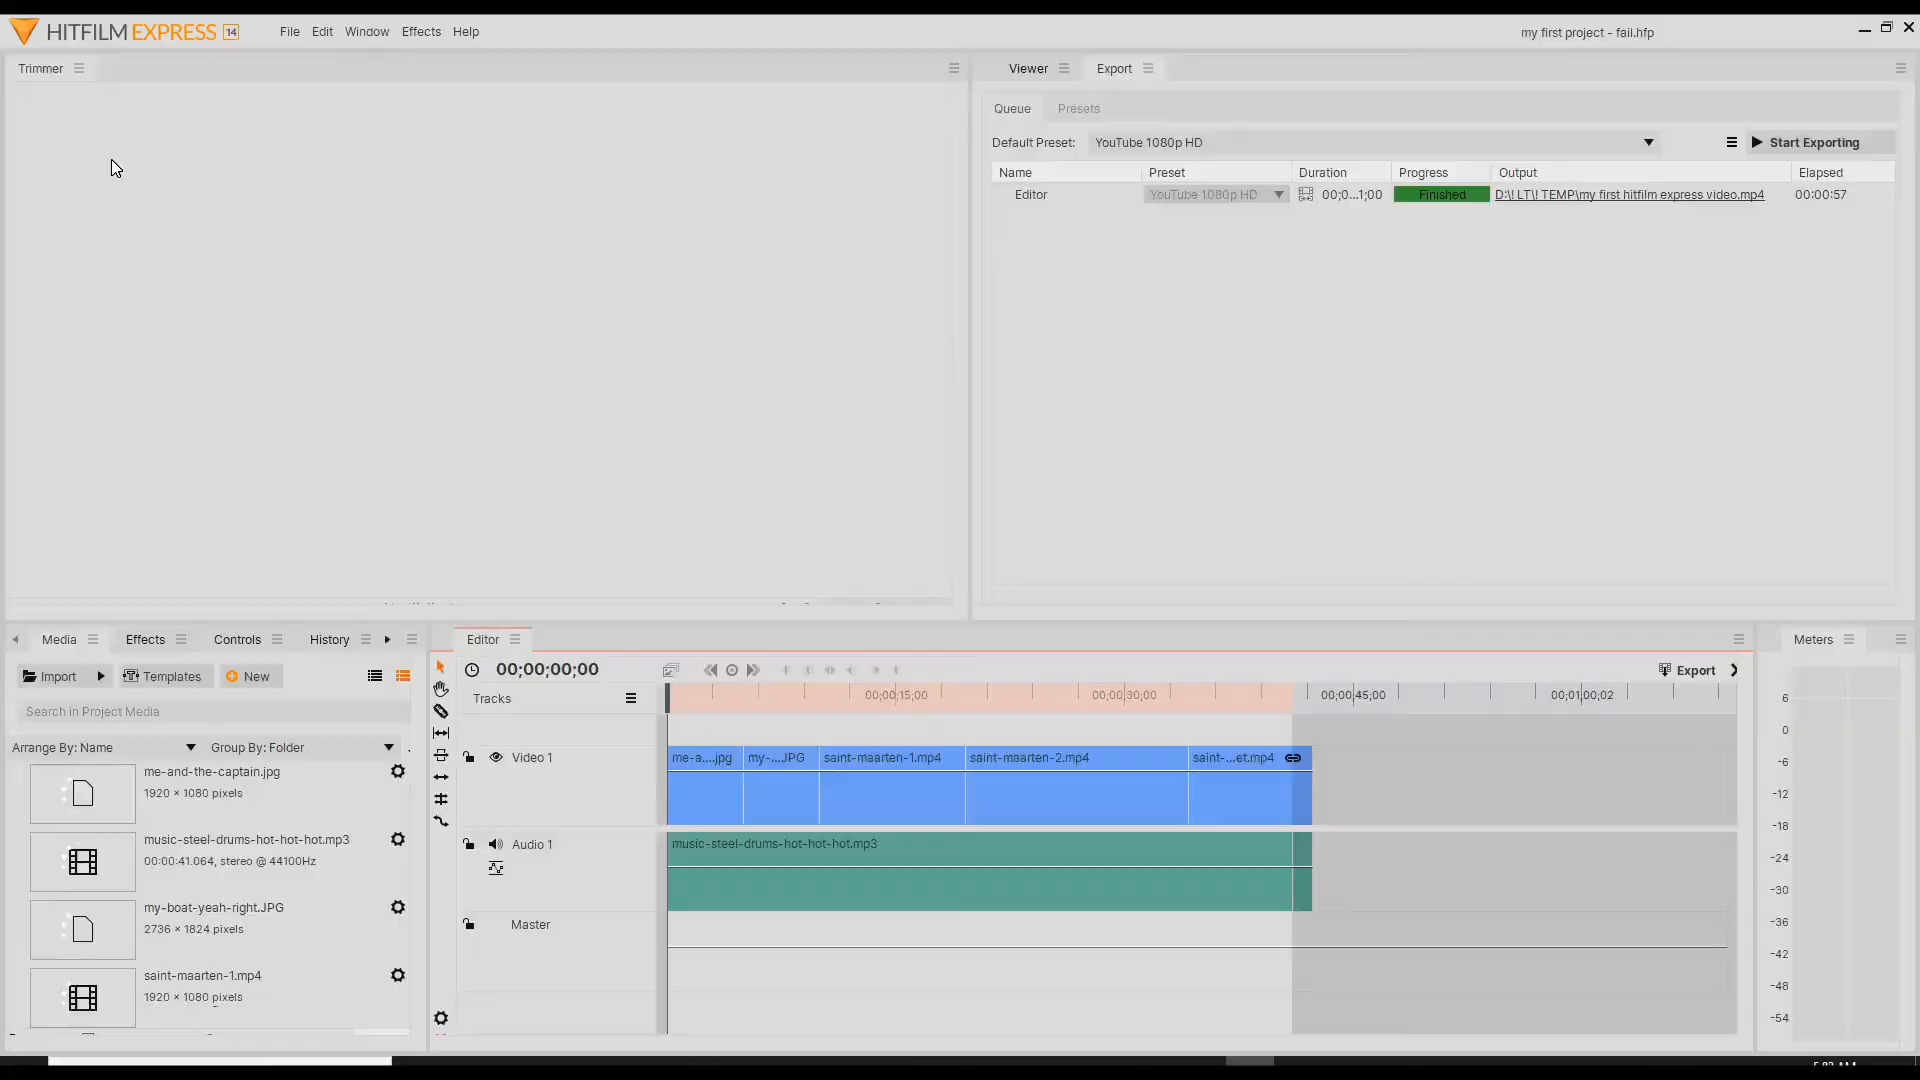 HITFILM EXPRESS 14
File Edit Window Effects Help
my first project - fail.hfp
Trimmer
Viewer
Export
Queue
Presets
Default Preset: YouTube 1080p HD
Start Exporting
Name Preset Duration Progress Output Elapsed
Editor YouTube 1080p HD 00;0...1;00 Finished D:\! LT\! TEMP\my first hitfilm express video.mp4 00:00:57
Media
Effects
Controls
History
Import
Templates
New
Search in Project Media
Arrange By: Name
Group By: Folder
me-and-the-captain.jpg
1920 × 1080 pixels
music-steel-drums-hot-hot-hot.mp3
00:00:41.064, stereo @ 44100Hz
my-boat-yeah-right.JPG
2736 × 1824 pixels
saint-maarten-1.mp4
1920 × 1080 pixels
Editor
00;00;00;00
Export
Tracks
00;00;15;00
00;00;30;00
00;00;45;00
00;01;00;02
Video 1
me-a....jpg
my-...JPG
saint-maarten-1.mp4
saint-maarten-2.mp4
saint-...et.mp4
Audio 1
music-steel-drums-hot-hot-hot.mp3
Master
Meters
6
0
-6
-12
-18
-24
-30
-36
-42
-48
-54